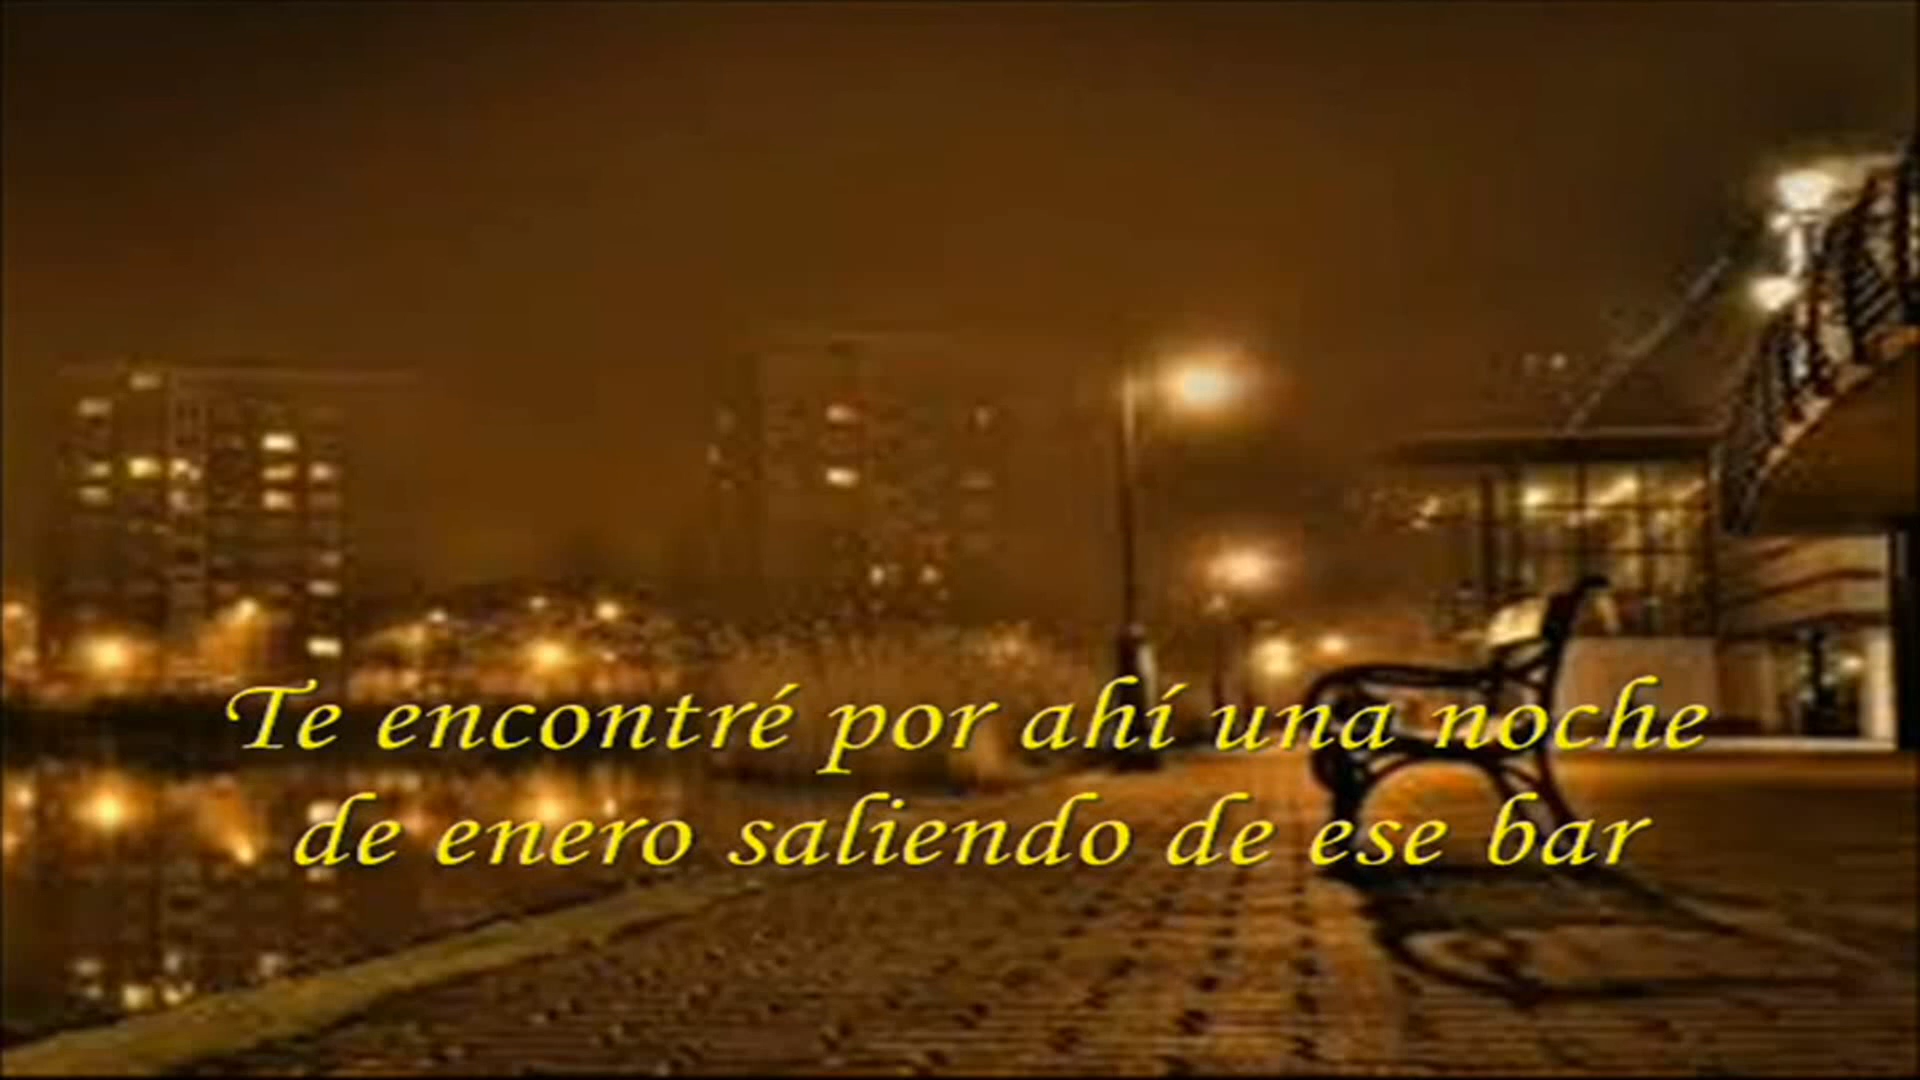 Te encontré por ahí una noche
de enero saliendo de ese bar